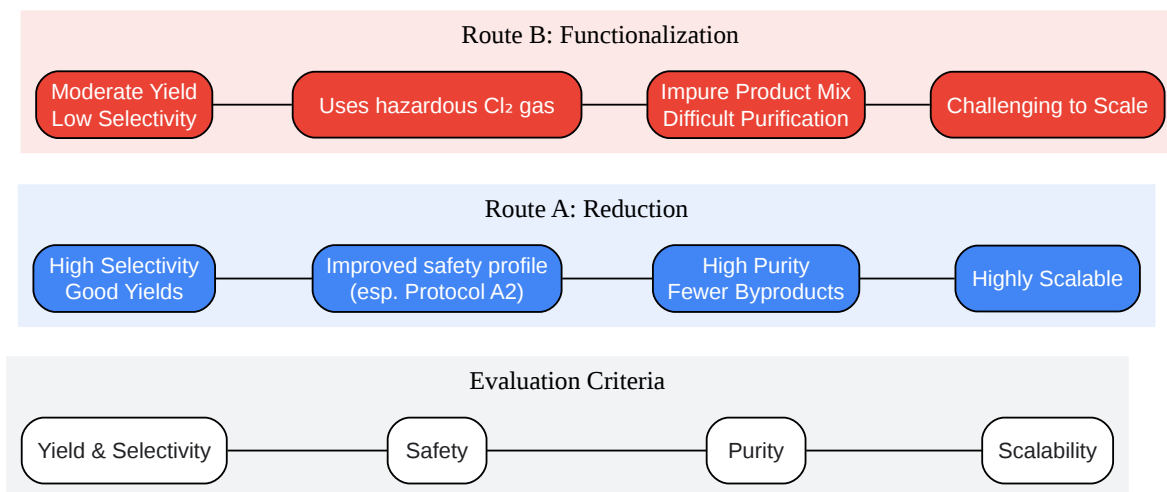 Route B: Functionalization
Moderate Yield
Low Selectivity
Uses hazardous Cl₂ gas
Impure Product Mix
Difficult Purification
Challenging to Scale
Route A: Reduction
High Selectivity
Good Yields
Improved safety profile
(esp. Protocol A2)
High Purity
Fewer Byproducts
Highly Scalable
Evaluation Criteria
Yield & Selectivity
Safety
Purity
Scalability